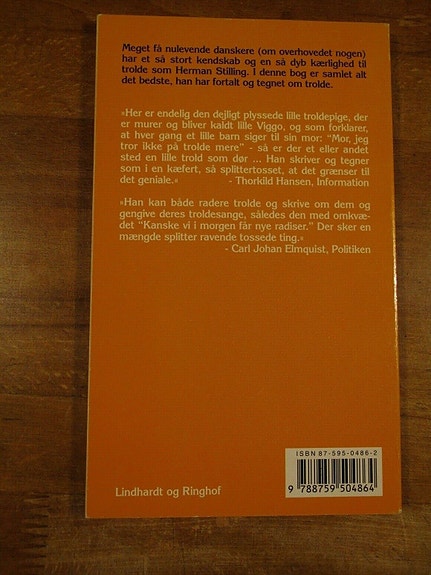 Meget få nulevende danskere (om overhovedet nogen)
har et så stort kendskab og en så dyb kærlighed til
trolde som Herman Stilling. I denne bog er samlet alt
det bedste, han har fortalt og tegnet om trolde.
»Her er endelig den dejligt plyssede lille troldepige, der
er murer og bliver kaldt lille Viggo, og som forklarer,
at hver gang et lille barn siger til sin mor: "Mor, jeg
tror ikke på trolde mere" - så er der et eller andet
sted en lille trold som dør ... Han skriver og tegner
som i en kæfert, så splittertosset, at det grænser til
det geniale.« - Thorkild Hansen, Information
»Han kan både radere trolde og skrive om dem og
gengive deres troldesange, således den med omkvæ-
det "Kanske vi i morgen får nye radiser." Der sker en
mængde splitter ravende tossede ting.«
- Carl Johan Elmquist, Politiken
ISBN 87-595-0486-2
9 788759 504864
Lindhardt og Ringhof